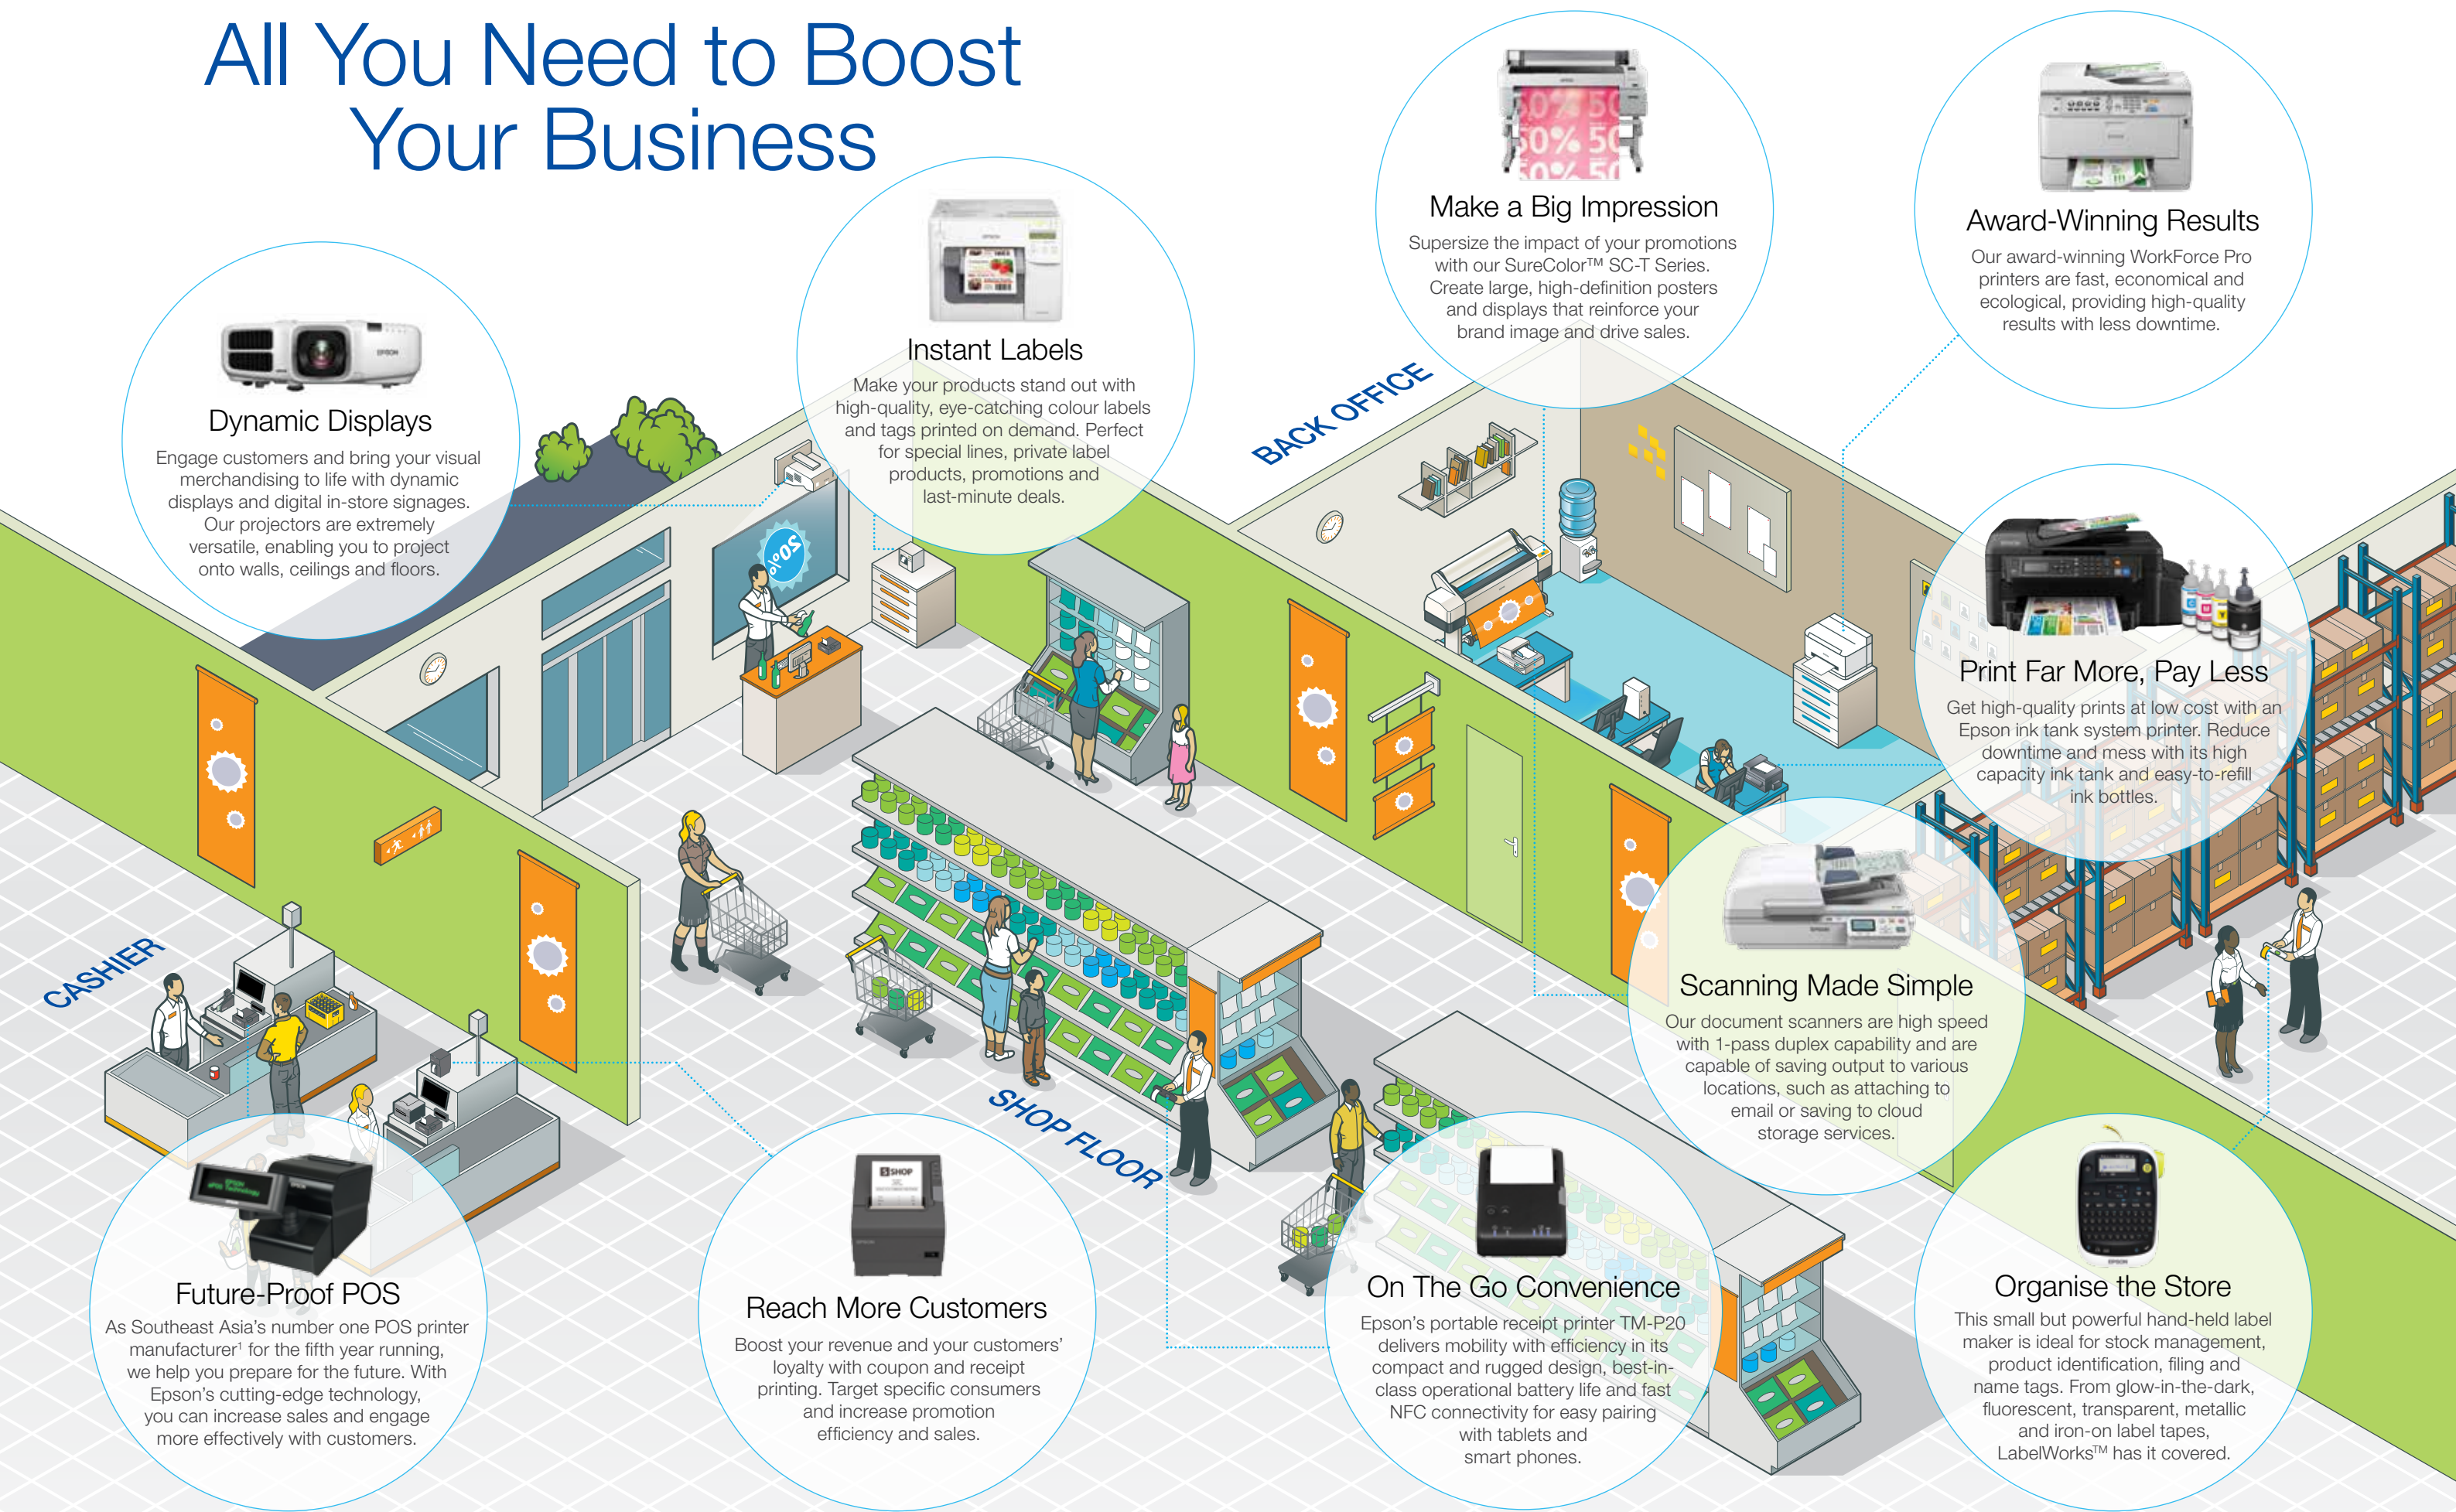 All You Need to Boost
Your Business
Dynamic Displays
Engage customers and bring your visual
merchandising to life with dynamic
displays and digital in-store signages.
Our projectors are extremely
versatile, enabling you to project
onto walls, ceilings and floors.
EPSON
Instant Labels
Make your products stand out with
high-quality, eye-catching colour labels
and tags printed on demand. Perfect
for special lines, private label
products, promotions and
last-minute deals.
50%
Make a Big Impression
Supersize the impact of your promotions
with our SureColor™ SC-T Series.
Create large, high-definition posters
and displays that reinforce your
brand image and drive sales.
Award-Winning Results
Our award-winning WorkForce Pro
printers are fast, economical and
ecological, providing high-quality
results with less downtime.
BACK OFFICE
50%
Print Far More, Pay Less
Get high-quality prints at low cost with an
Epson ink tank system printer. Reduce
downtime and mess with its high
capacity ink tank and easy-to-refill
ink bottles.
Scanning Made Simple
Our document scanners are high speed
with 1-pass duplex capability and are
capable of saving output to various
locations, such as attaching to
email or saving to cloud
storage services.
CASHIER
SHOP FLOOR
Future-Proof POS
As Southeast Asia's number one POS printer
manufacturer¹ for the fifth year running,
we help you prepare for the future. With
Epson's cutting-edge technology,
you can increase sales and engage
more effectively with customers.
SHOP
Reach More Customers
Boost your revenue and your customers'
loyalty with coupon and receipt
printing. Target specific consumers
and increase promotion
efficiency and sales.
On The Go Convenience
Epson's portable receipt printer TM-P20
delivers mobility with efficiency in its
compact and rugged design, best-in-
class operational battery life and fast
NFC connectivity for easy pairing
with tablets and
smart phones.
EPSON
Organise the Store
This small but powerful hand-held label
maker is ideal for stock management,
product identification, filing and
name tags. From glow-in-the-dark,
fluorescent, transparent, metallic
and iron-on label tapes,
LabelWorks™ has it covered.